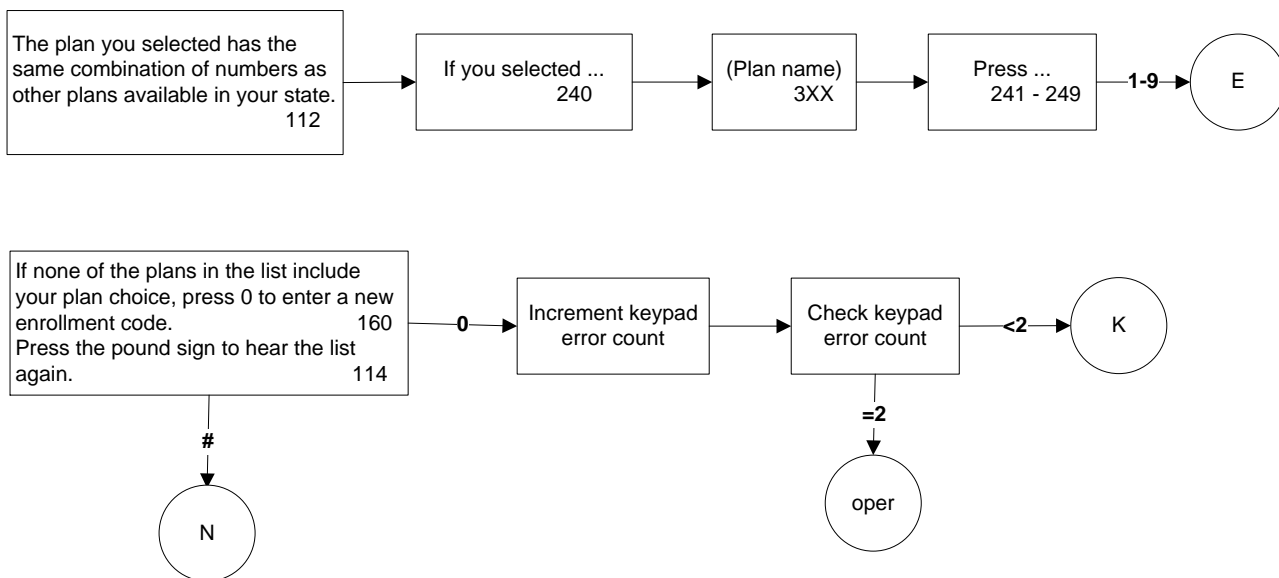 The plan you selected has the
same combination of numbers as
other plans available in your state.
112
If you selected ...
240
(Plan name)
3XX
Press ...
241 - 249
1-9
E
If none of the plans in the list include
your plan choice, press 0 to enter a new
enrollment code. 160
Press the pound sign to hear the list
again. 114
0
Increment keypad
error count
Check keypad
error count
<2
K
=2
oper
#
N